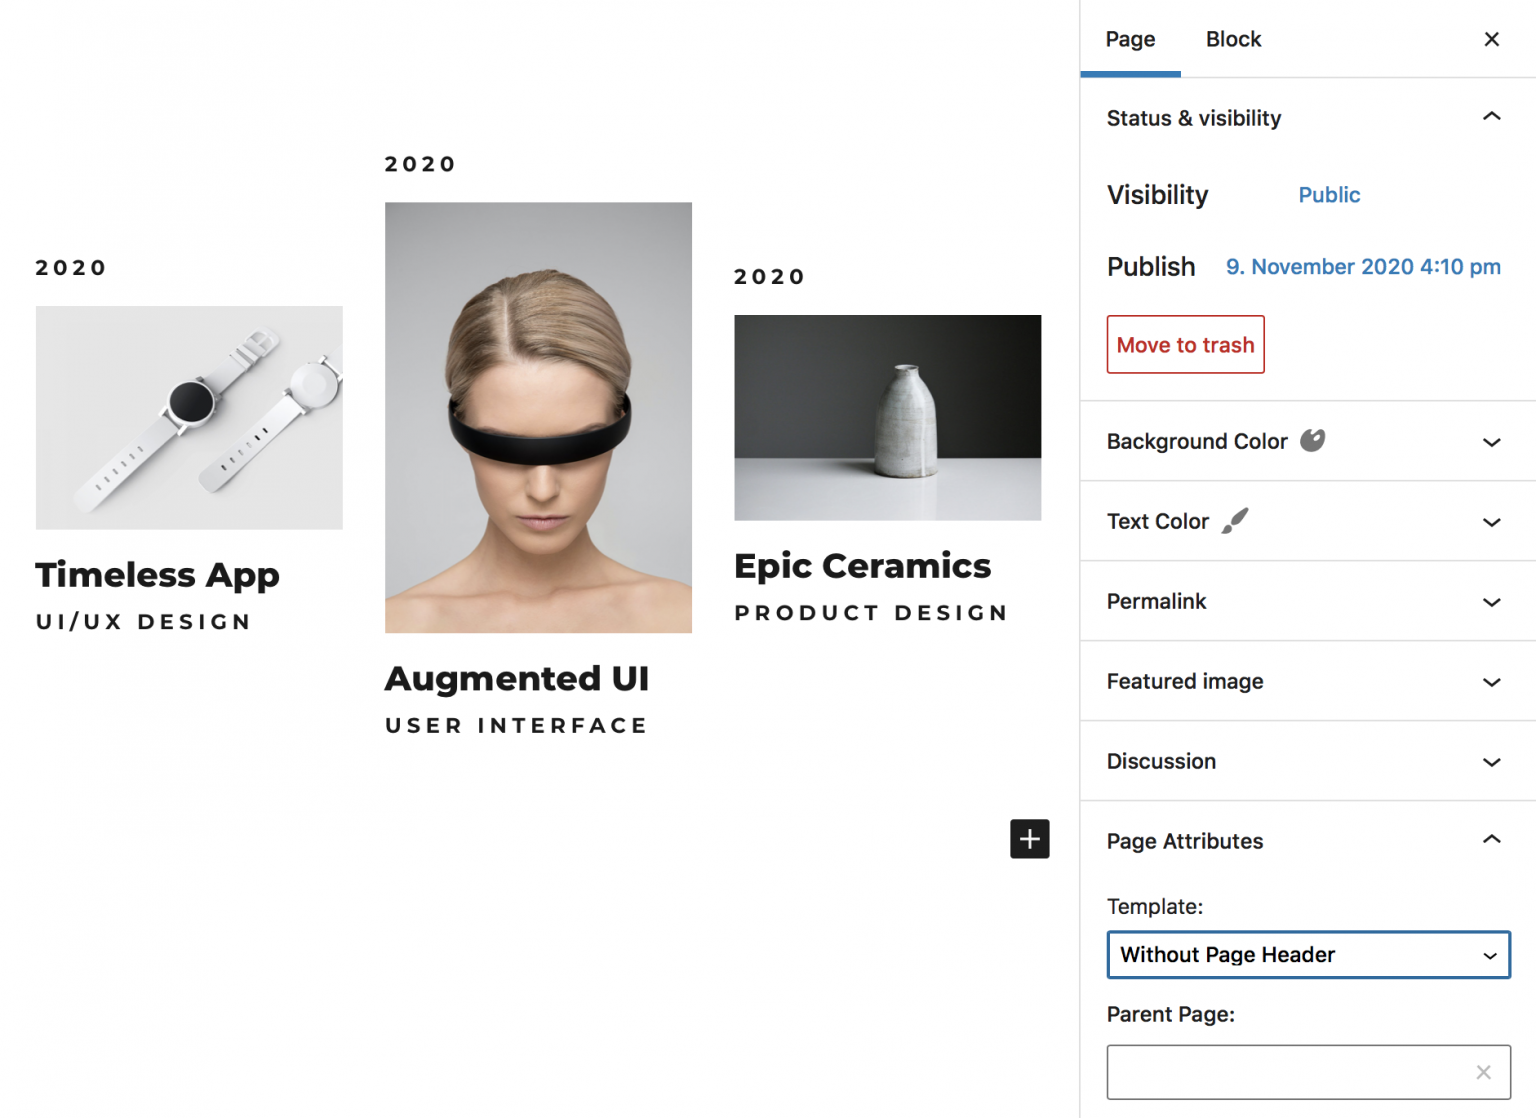 2020
Timeless App
UI/UX DESIGN
2020
Augmented UI
USER INTERFACE
2020
Epic Ceramics
PRODUCT DESIGN
Page Block
Status & visibility
Visibility Public
Publish 9. November 2020 4:10 pm
Move to trash
Background Color
Text Color
Permalink
Featured image
Discussion
Page Attributes
Template:
Without Page Header
Parent Page: